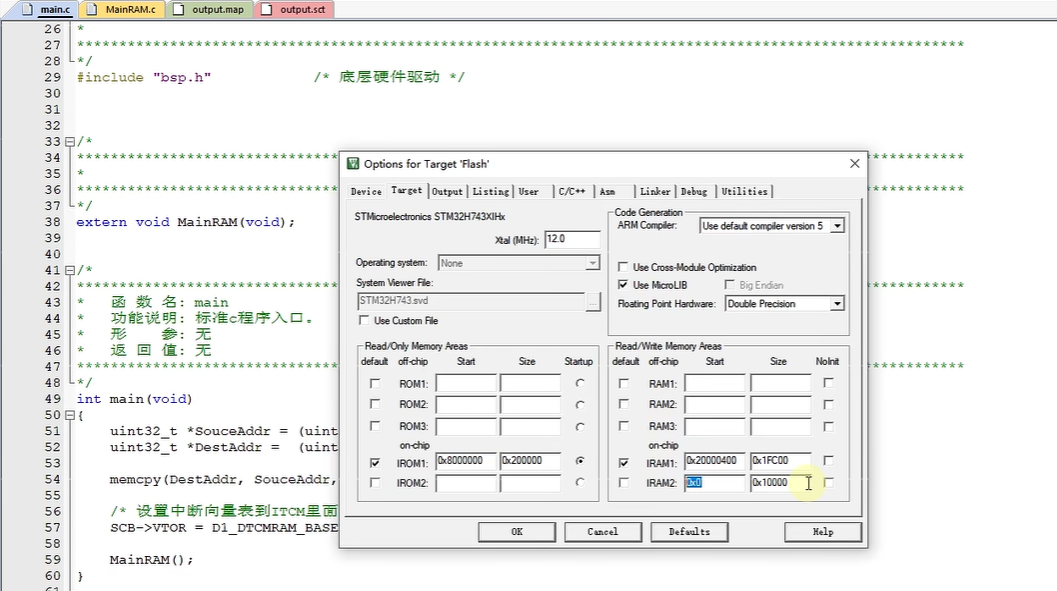 main.c MainRAM.c output.map output.sct
26 *
27 ************************************************************************************
28 */
29 #include "bsp.h" /* 底层硬件驱动 */
30
31
32
33 /*
34
35 *
36
37 */
38 extern void MainRAM(void);
39
40
41 /*
42
43 * 函 数 名: main
44 * 功能说明: 标准c程序入口。
45 * 形 参: 无
46 * 返 回 值: 无
47
48 */
49 int main(void)
50 {
51 uint32_t *SouceAddr = (uint
52 uint32_t *DestAddr = (uint
53
54 memcpy(DestAddr, SouceAddr,
55
56 /* 设置中断向量表到ITCM里面
57 SCB->VTOR = D1_DTCMRAM_BASE
58
59 MainRAM();
60 }
61
Options for Target 'Flash'
Device Target Output Listing User C/C++ Asm Linker Debug Utilities
STMicroelectronics STM32H743XIHx
Xtal (MHz): 12.0
Operating system: None
System Viewer File:
STM32H743.svd ...
Use Custom File
Code Generation
ARM Compiler: Use default compiler version 5
Use Cross-Module Optimization
Use MicroLIB Big Endian
Floating Point Hardware: Double Precision
Read/Only Memory Areas
default off-chip Start Size Startup
ROM1:
ROM2:
ROM3:
on-chip
IROM1: 0x8000000 0x200000
IROM2:
Read/Write Memory Areas
default off-chip Start Size NoInit
RAM1:
RAM2:
RAM3:
on-chip
IRAM1: 0x20000400 0x1FC00
IRAM2: 0x0 0x10000
OK Cancel Defaults Help